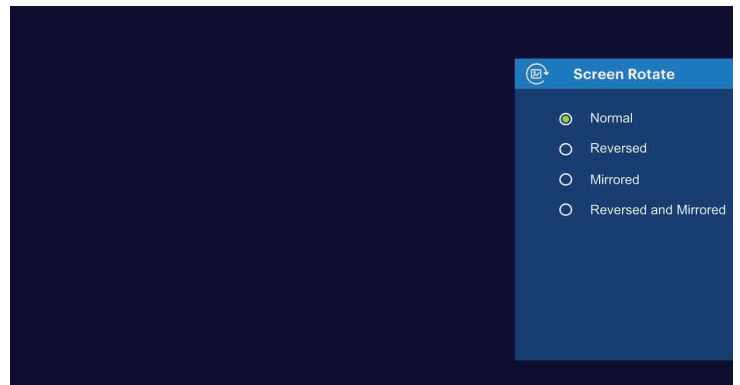 Screen Rotate
Normal
Reversed
Mirrored
Reversed and Mirrored